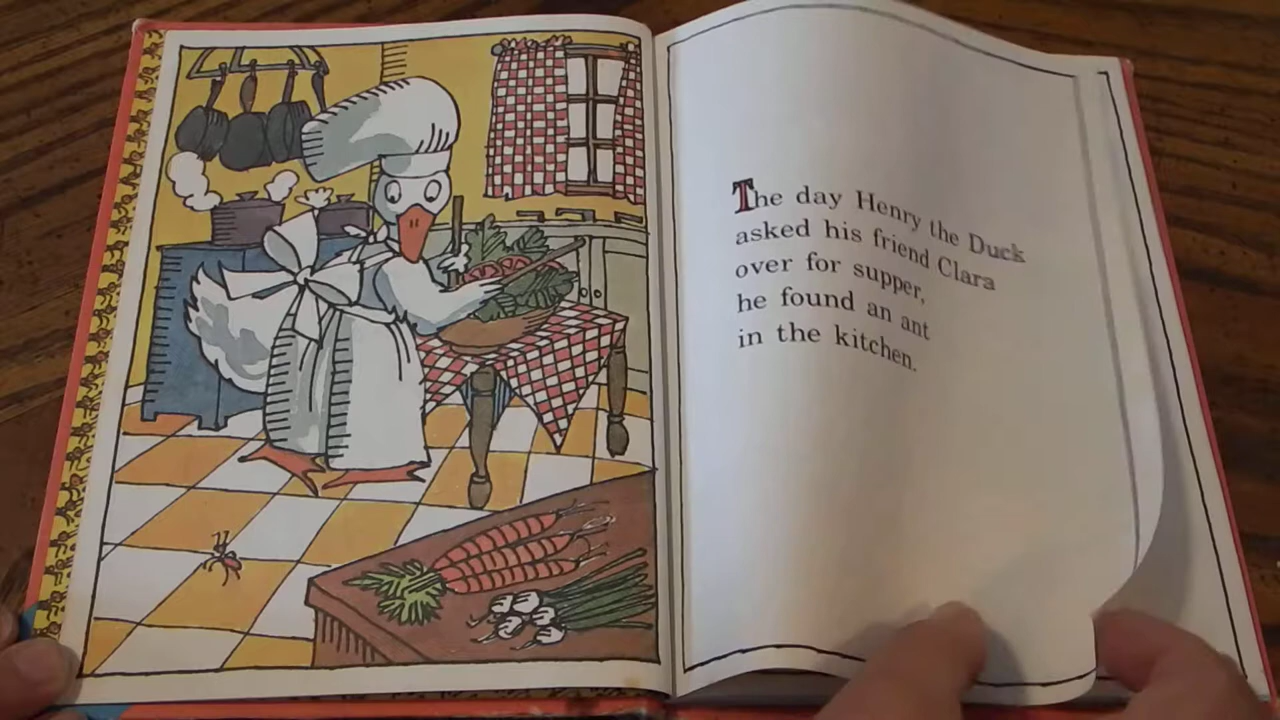 The day Henry the Duck
asked his friend Clara
over for supper,
he found an ant
in the kitchen.